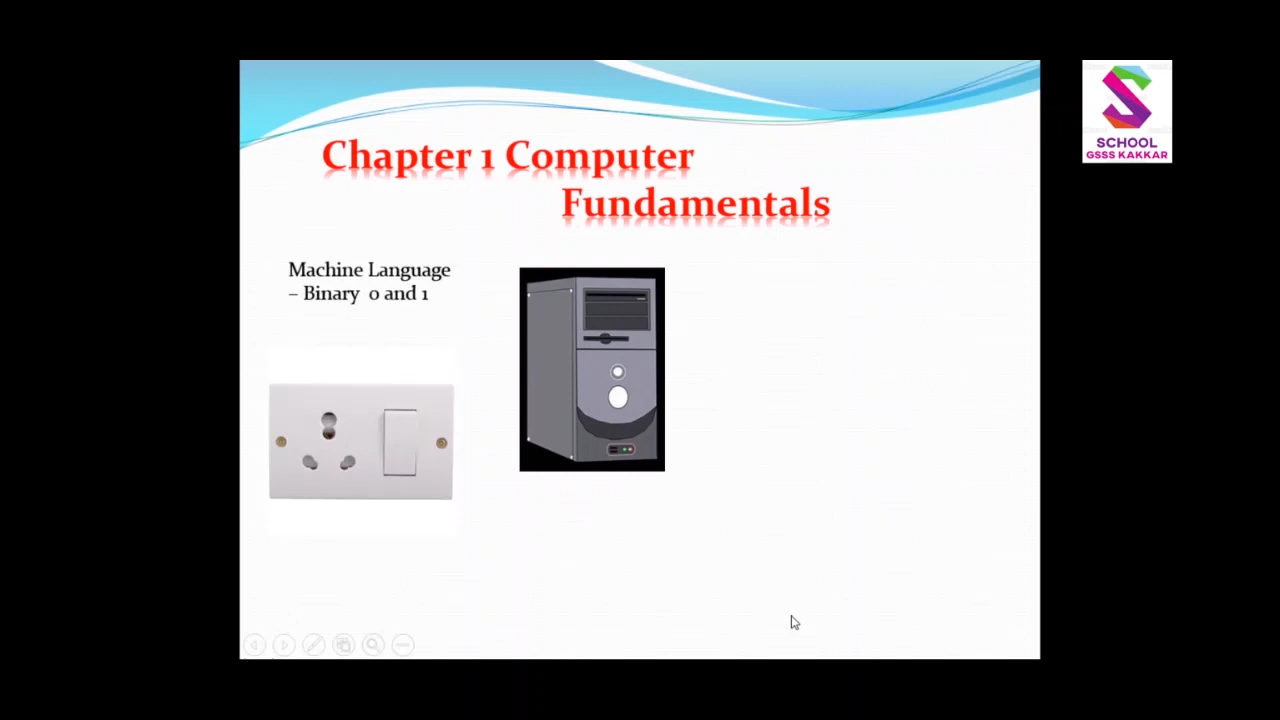 Chapter 1 Computer
Fundamentals
Machine Language
– Binary  0 and 1
SCHOOL
GSSS KAKKAR